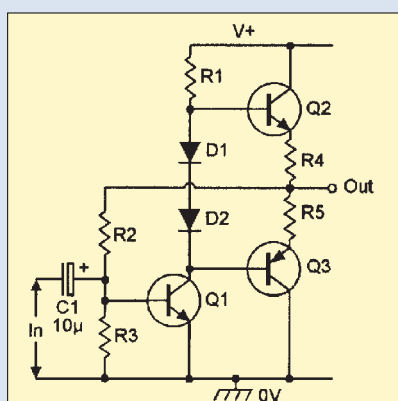 V+
R1
Q2
D1
R4
Out
R2
D2
R5
Q3
+
Q1
C1
10µ
In
R3
0V